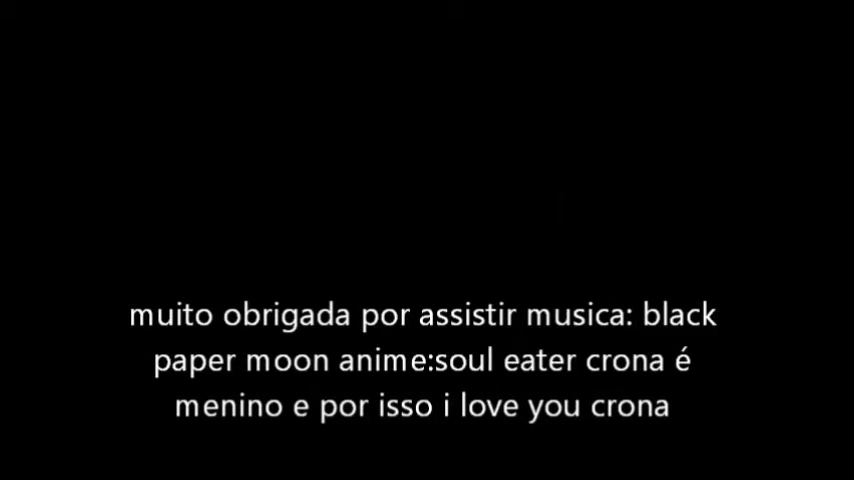 muito obrigada por assistir musica: black
paper moon anime:soul eater crona é
menino e por isso i love you crona